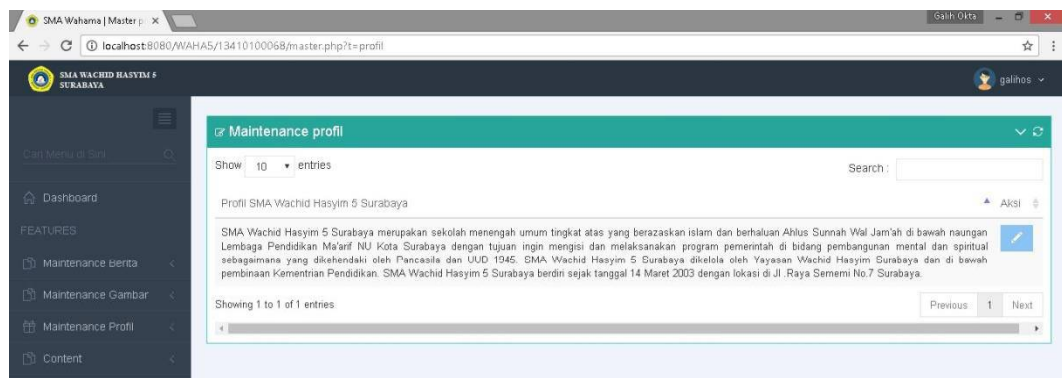 SMA Wahama | Master p
Galih Okta
localhost:8080/WAHA5/13410100068/master.php?t=profil
SMA WACHID HASYIM 5
SURABAYA
galihos
Maintenance profil
Cari Menu di Sini
Show 10 entries
Search :
Dashboard
Profil SMA Wachid Hasyim 5 Surabaya
Aksi
FEATURES
SMA Wachid Hasyim 5 Surabaya merupakan sekolah menengah umum tingkat atas yang berazaskan islam dan berhaluan Ahlus Sunnah Wal Jam'ah di bawah naungan
Lembaga Pendidikan Ma'arif NU Kota Surabaya dengan tujuan ingin mengisi dan melaksanakan program pemerintah di bidang pembangunan mental dan spiritual
sebagaimana yang dikehendaki oleh Pancasila dan UUD 1945. SMA Wachid Hasyim 5 Surabaya dikelola oleh Yayasan Wachid Hasyim Surabaya dan di bawah
pembinaan Kementrian Pendidikan. SMA Wachid Hasyim 5 Surabaya berdiri sejak tanggal 14 Maret 2003 dengan lokasi di Jl .Raya Sememi No.7 Surabaya.
Maintenance Berita
Maintenance Gambar
Maintenance Profil
Content
Showing 1 to 1 of 1 entries
Previous 1 Next